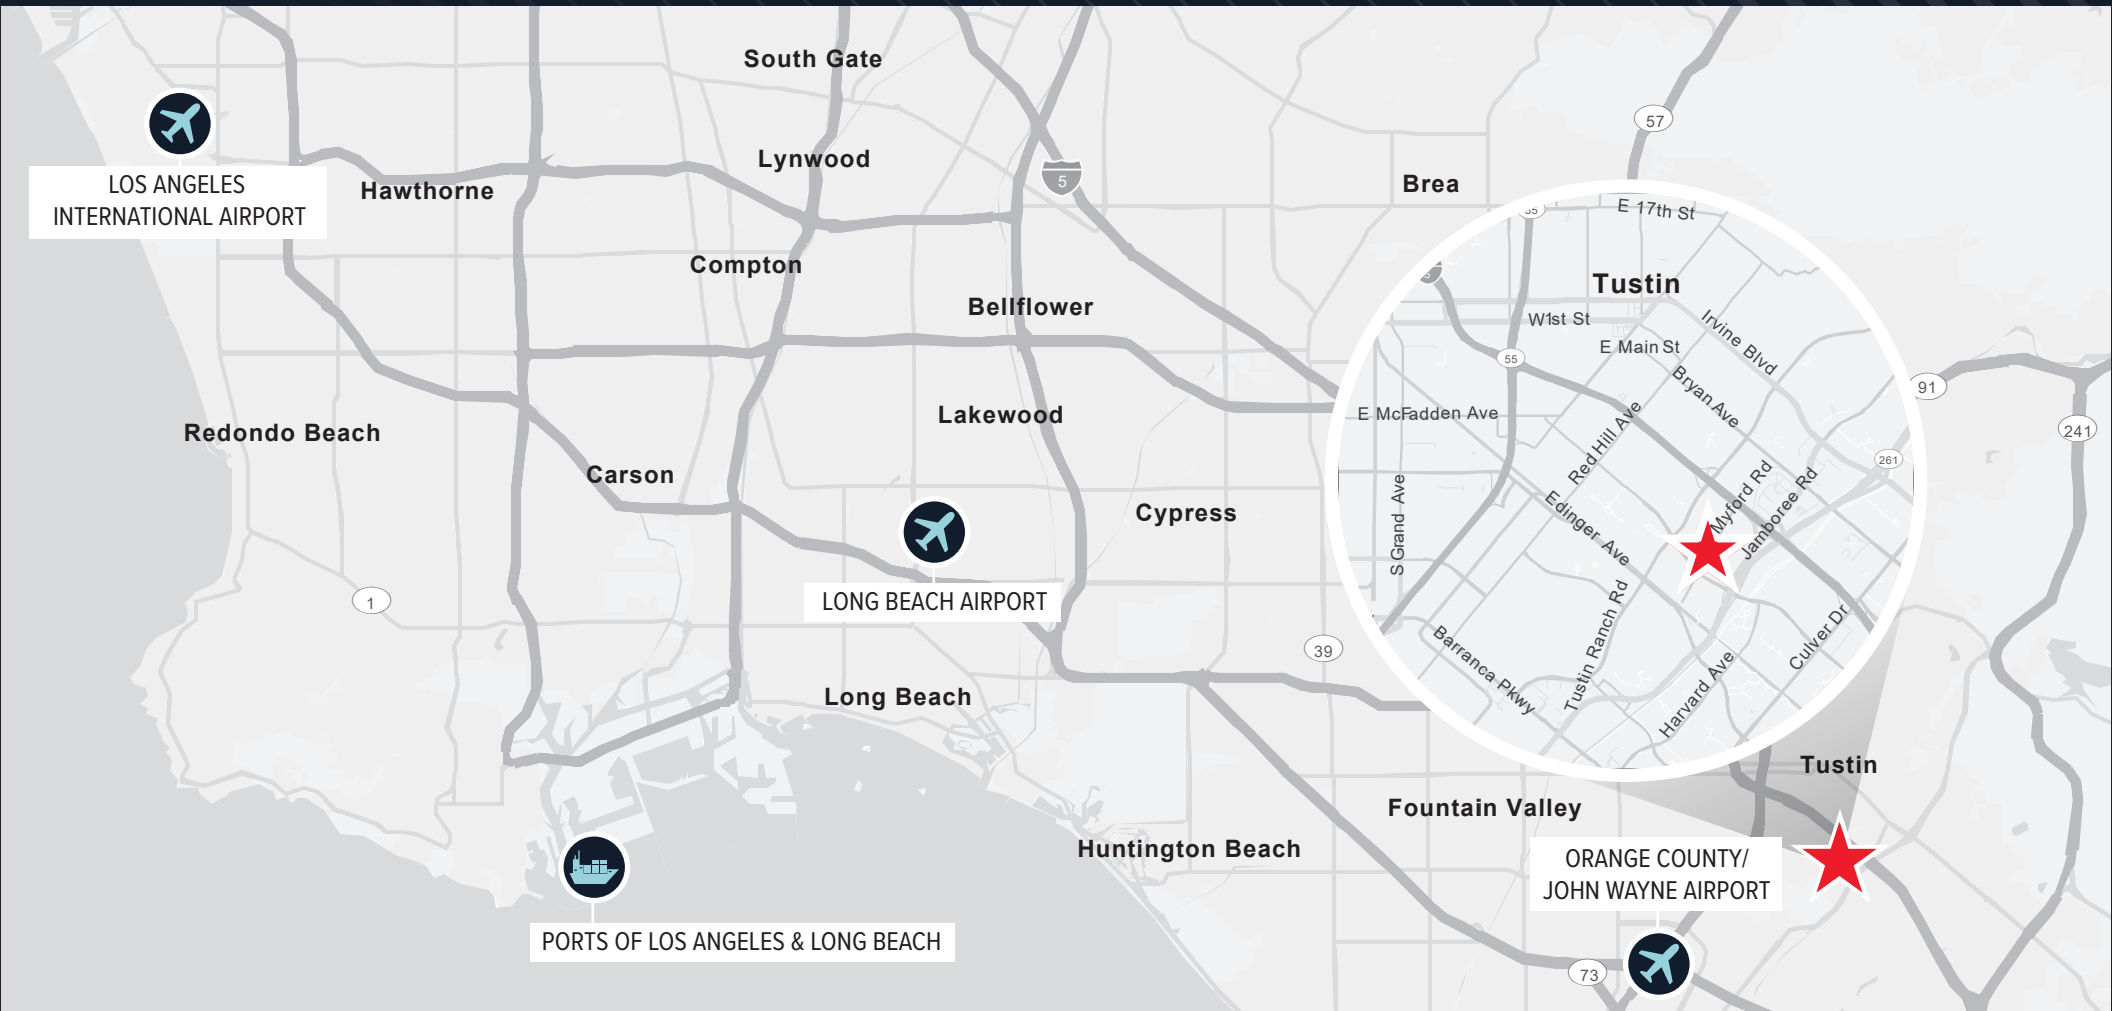 South Gate
57
LOS ANGELES
INTERNATIONAL AIRPORT
Lynwood
Hawthorne
5
Brea
55
E 17th St
Compton
Bellflower
5
Tustin
W1st St
Irvine Blvd
E Main St
55
Bryan Ave
91
241
Redondo Beach
Lakewood
E McFadden Ave
Red Hill Ave
261
Carson
Cypress
S Grand Ave
Edinger Ave
Myford Rd
Jamboree Rd
1
LONG BEACH AIRPORT
39
Barranca Pkwy
Tustin Ranch Rd
Harvard Ave
Culver Dr
Long Beach
Tustin
Fountain Valley
Huntington Beach
ORANGE COUNTY/
JOHN WAYNE AIRPORT
PORTS OF LOS ANGELES & LONG BEACH
73